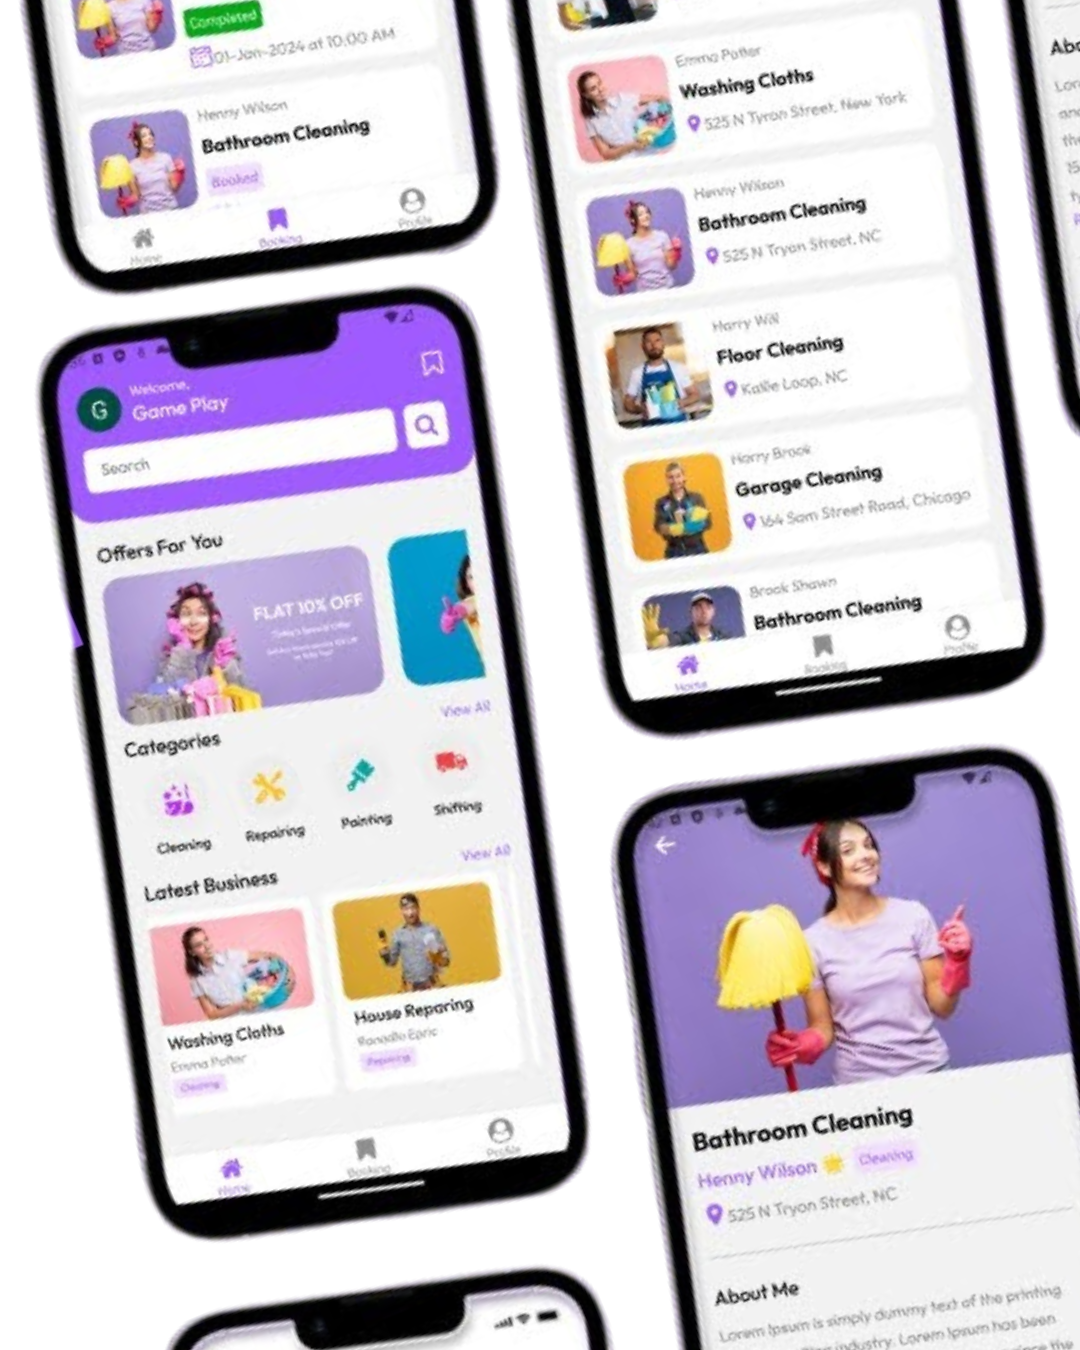 Completed
01-Jan-2024 at 10:00 AM
Henny Wilson
Bathroom Cleaning
Booked
Home
Booking
Profile
Emma Potter
Washing Cloths
525 N Tyron Street, New York
Henny Wilson
Bathroom Cleaning
525 N Tryon Street, NC
Harry Will
Floor Cleaning
Kallie Loop, NC
Harry Brook
Garage Cleaning
164 Sam Street Road, Chicago
Brook Shawn
Bathroom Cleaning
Home
Booking
Profile
G
Welcome,
Game Play
Search
Offers For You
FLAT 10% OFF
Today's Special Offer
View All
Categories
Cleaning
Repairing
Painting
Shifting
View All
Latest Business
Washing Cloths
Emma Potter
Cleaning
House Reparing
Repairing
Home
Booking
Profile
Bathroom Cleaning
Henny Wilson
Cleaning
525 N Tryon Street, NC
About Me
Lorem Ipsum is simply dummy text of the printing
industry. Lorem Ipsum has been
since the